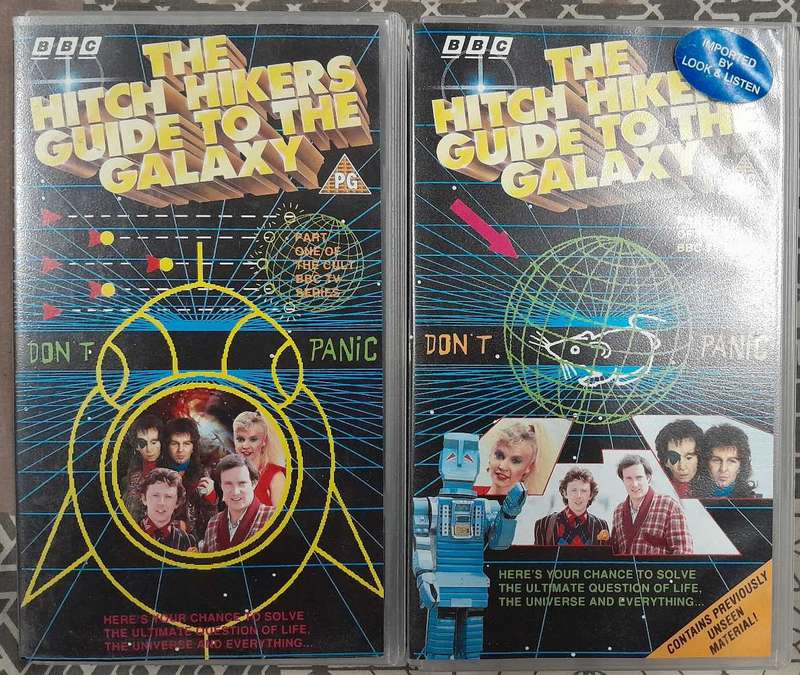 BBC
THE
HITCH HIKERS
GUIDE TO THE
GALAXY
PG
PART
ONE OF
THE CULT
BBC TV
SERIES
DON'T
PANIC
HERE'S YOUR CHANCE TO SOLVE
THE ULTIMATE QUESTION OF LIFE,
THE UNIVERSE AND EVERYTHING...
BBC
IMPORTED
BY
LOOK & LISTEN
THE
HITCH HIKERS
GUIDE TO THE
GALAXY
BBC
DON'T
PANIC
HERE'S YOUR CHANCE TO SOLVE
THE ULTIMATE QUESTION OF LIFE,
THE UNIVERSE AND EVERYTHING...
CONTAINS PREVIOUSLY
UNSEEN
MATERIAL!